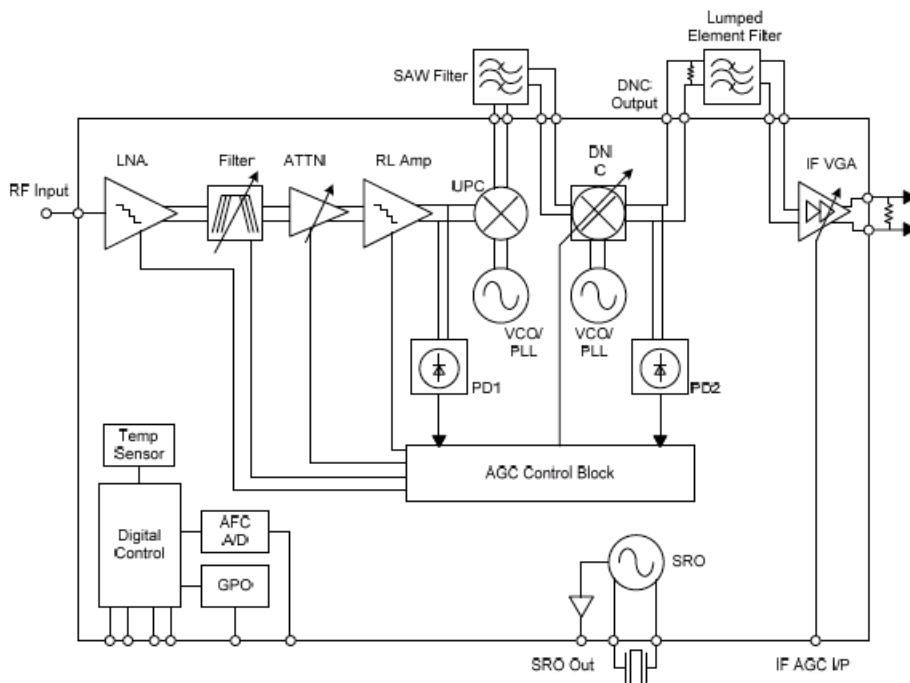 Lumped
Element Filter
SAW Filter
DNC
Output
LNA
Filter
ATTN
RL Amp
UPC
DN
IC
IF VGA
RF Input
VCO/
PLL
VCO/
PLL
PD1
PD2
Temp
Sensor
AGC Control Block
Digital
Control
AFC
A/D
GPO
SRO
SRO Out
IF AGC I/P